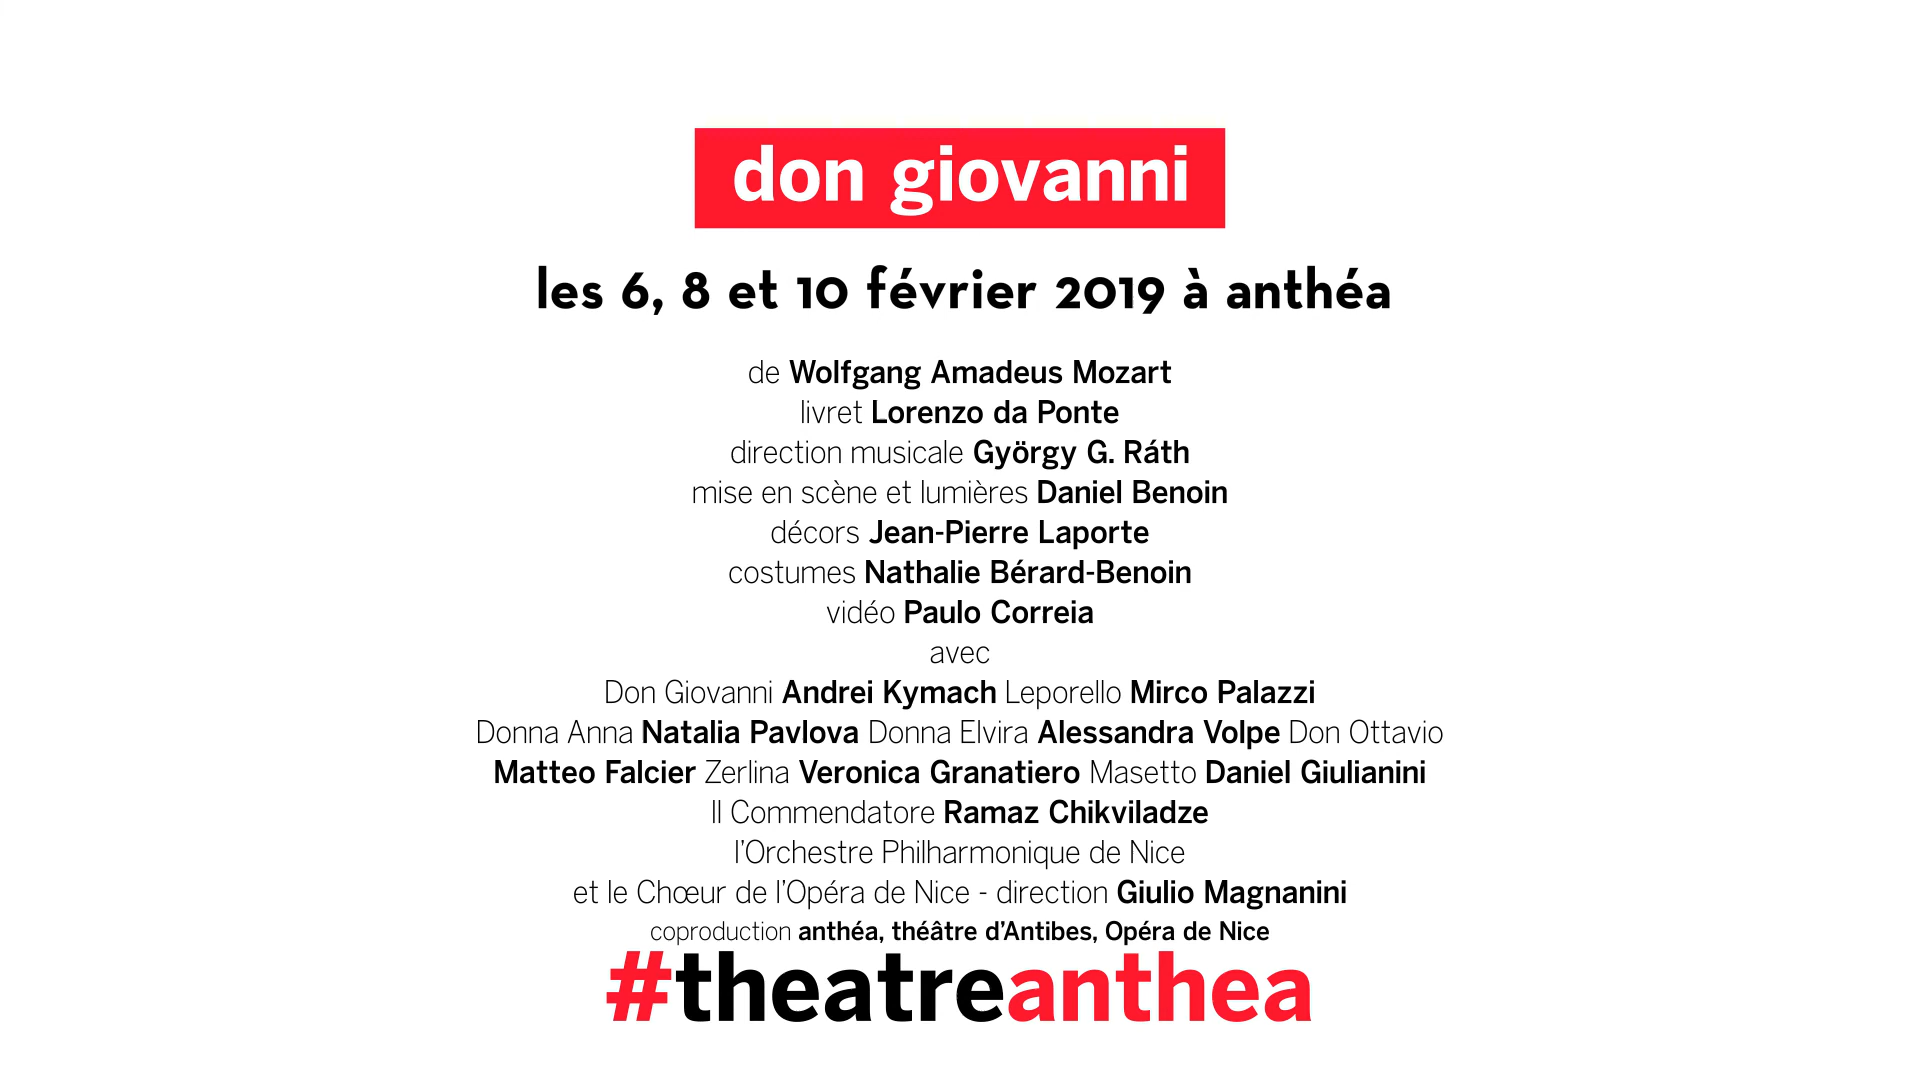 don giovanni
les 6, 8 et 10 février 2019 à anthéa
de Wolfgang Amadeus Mozart
livret Lorenzo da Ponte
direction musicale György G. Ráth
mise en scène et lumières Daniel Benoin
décors Jean-Pierre Laporte
costumes Nathalie Bérard-Benoin
vidéo Paulo Correia
avec
Don Giovanni Andrei Kymach Leporello Mirco Palazzi
Donna Anna Natalia Pavlova Donna Elvira Alessandra Volpe Don Ottavio
Matteo Falcier Zerlina Veronica Granatiero Masetto Daniel Giulianini
Il Commendatore Ramaz Chikviladze
l’Orchestre Philharmonique de Nice
et le Chœur de l’Opéra de Nice - direction Giulio Magnanini
coproduction anthéa, théâtre d’Antibes, Opéra de Nice
#theatreanthea